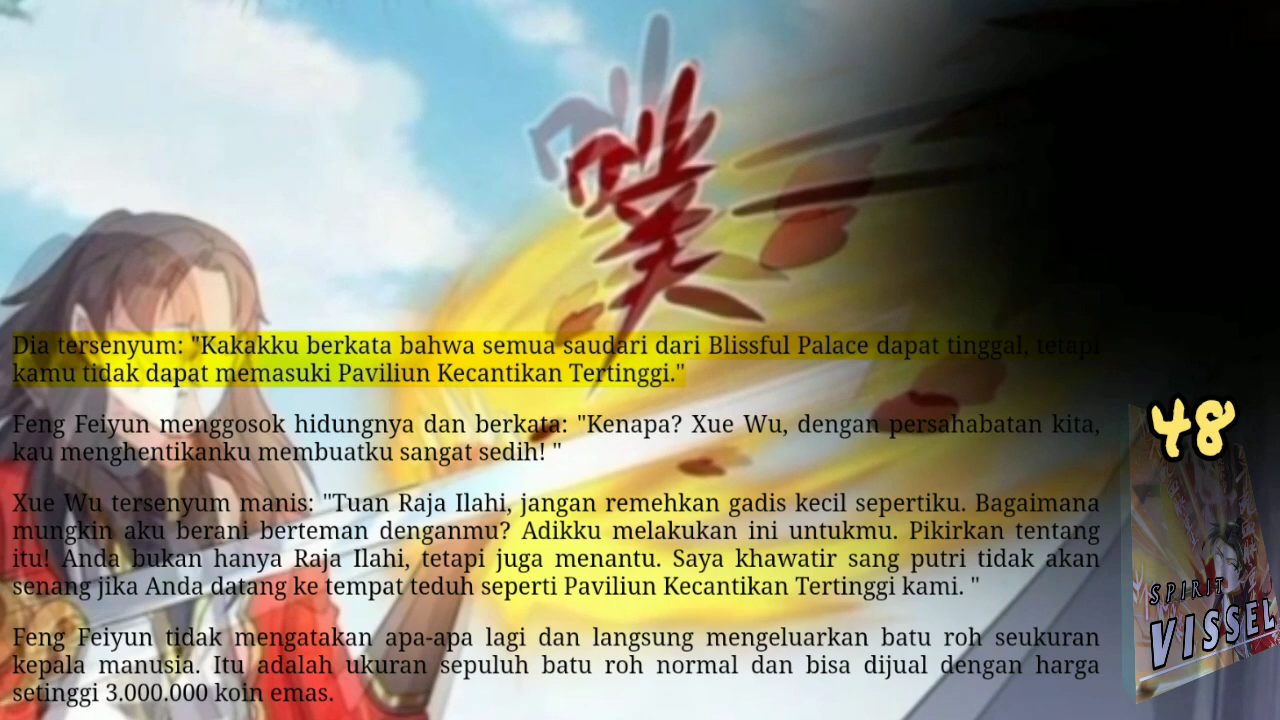 噗
Dia tersenyum: "Kakakku berkata bahwa semua saudari dari Blissful Palace dapat tinggal, tetapi
kamu tidak dapat memasuki Paviliun Kecantikan Tertinggi."
Feng Feiyun menggosok hidungnya dan berkata: "Kenapa? Xue Wu, dengan persahabatan kita,
kau menghentikanku membuatku sangat sedih! "
Xue Wu tersenyum manis: "Tuan Raja Ilahi, jangan remehkan gadis kecil sepertiku. Bagaimana
mungkin aku berani berteman denganmu? Adikku melakukan ini untukmu. Pikirkan tentang
itu! Anda bukan hanya Raja Ilahi, tetapi juga menantu. Saya khawatir sang putri tidak akan
senang jika Anda datang ke tempat teduh seperti Paviliun Kecantikan Tertinggi kami. "
Feng Feiyun tidak mengatakan apa-apa lagi dan langsung mengeluarkan batu roh seukuran
kepala manusia. Itu adalah ukuran sepuluh batu roh normal dan bisa dijual dengan harga
setinggi 3.000.000 koin emas.
48
SPIRIT
VISSEL